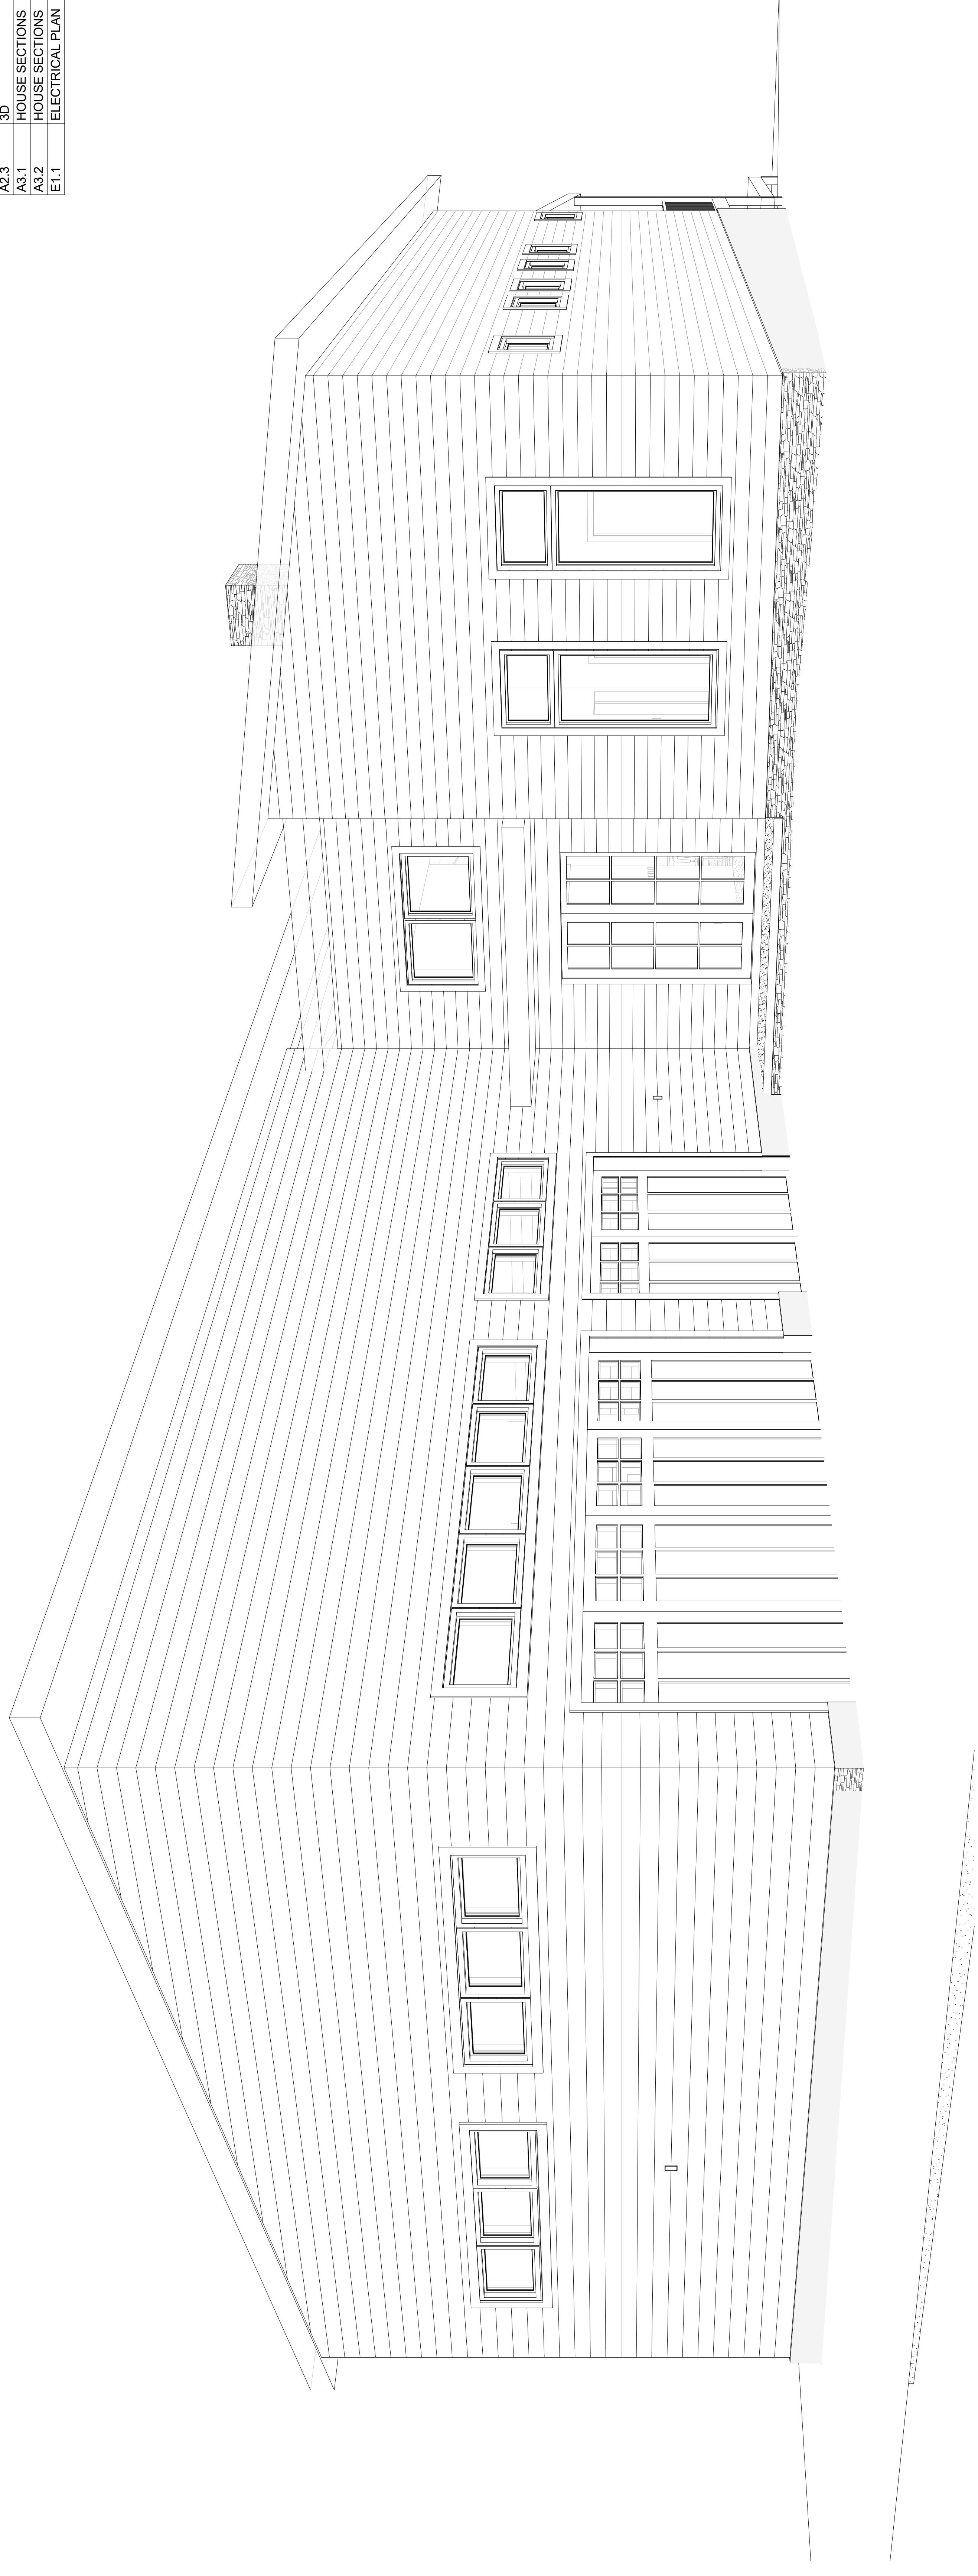 A2.3 3D
A3.1 HOUSE SECTIONS
A3.2 HOUSE SECTIONS
E1.1 ELECTRICAL PLAN